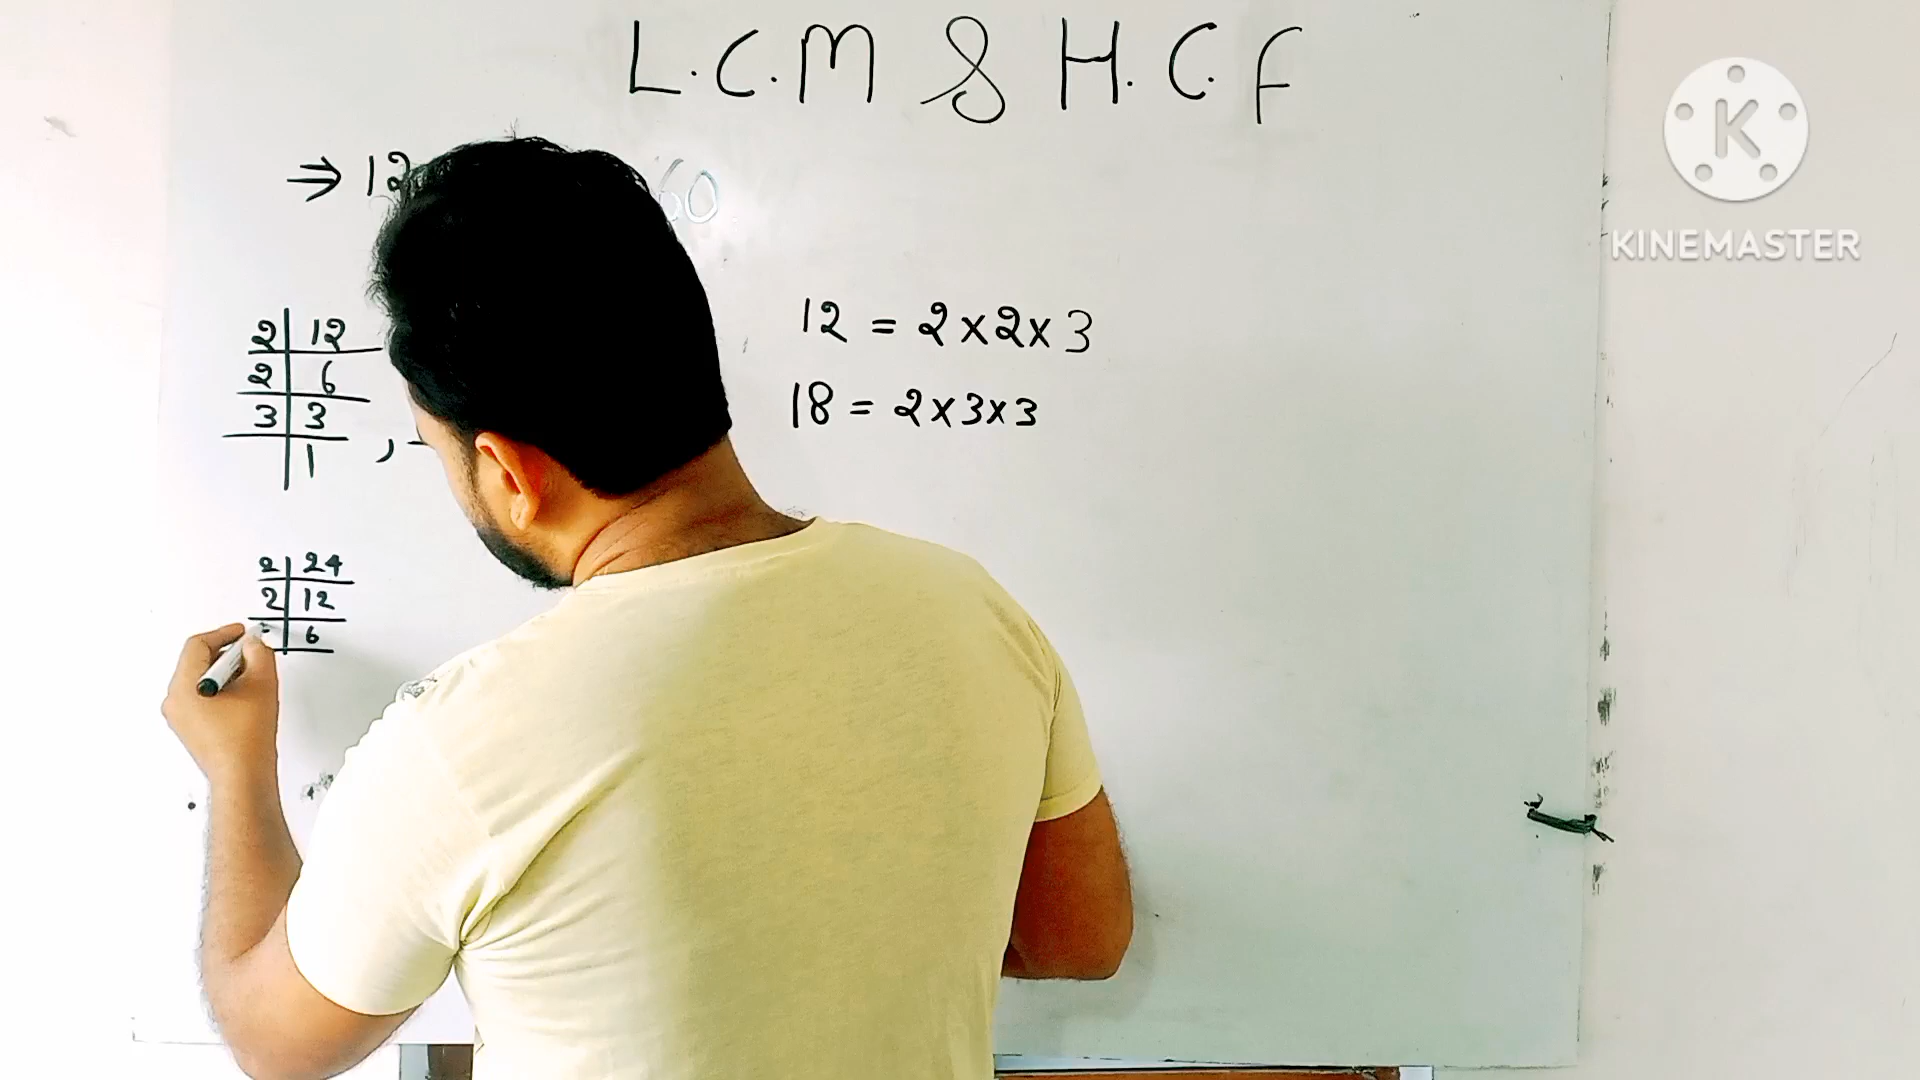 L.C.M & H.C.F
K
KINEMASTER
⇒ 12 60
12 = 2×2×3
18 = 2×3×3
2 | 12
2 | 6
3 | 3
1 ,
2 | 24
2 | 12
6